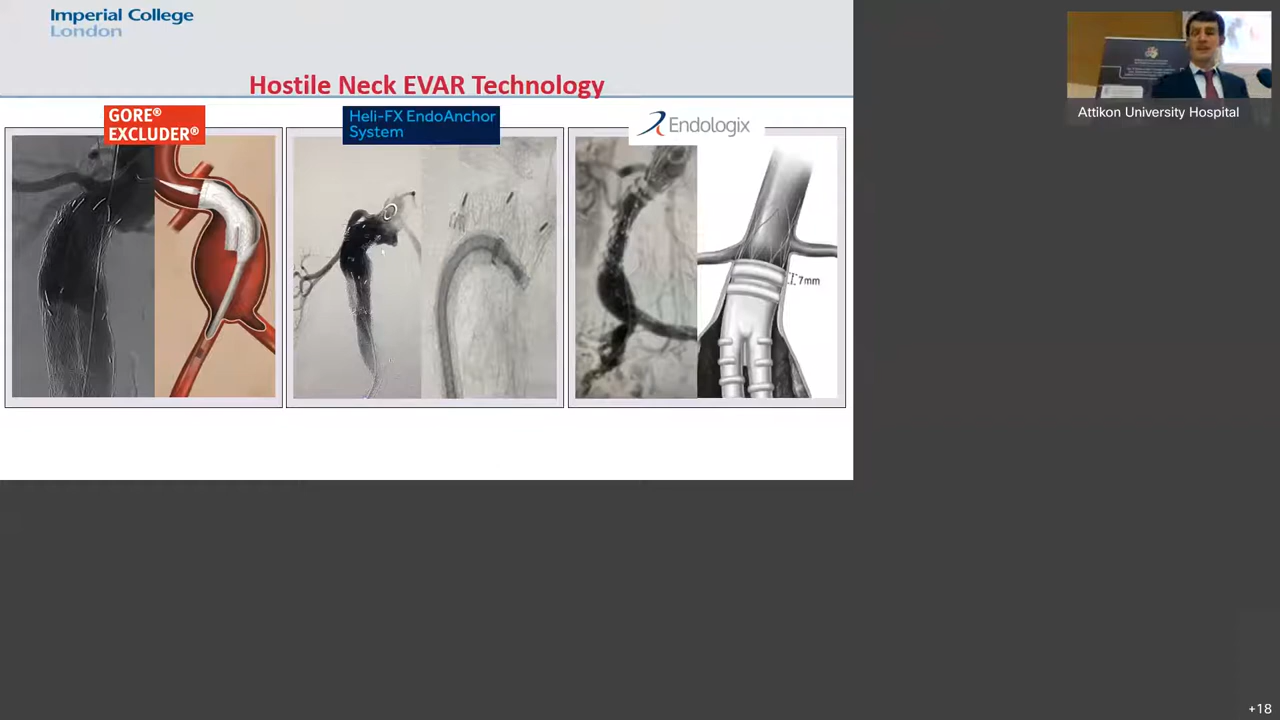 Imperial College
London
Hostile Neck EVAR Technology
GORE®
EXCLUDER®
Heli-FX EndoAnchor
System
Endologix
7mm
Attikon University Hospital
+18